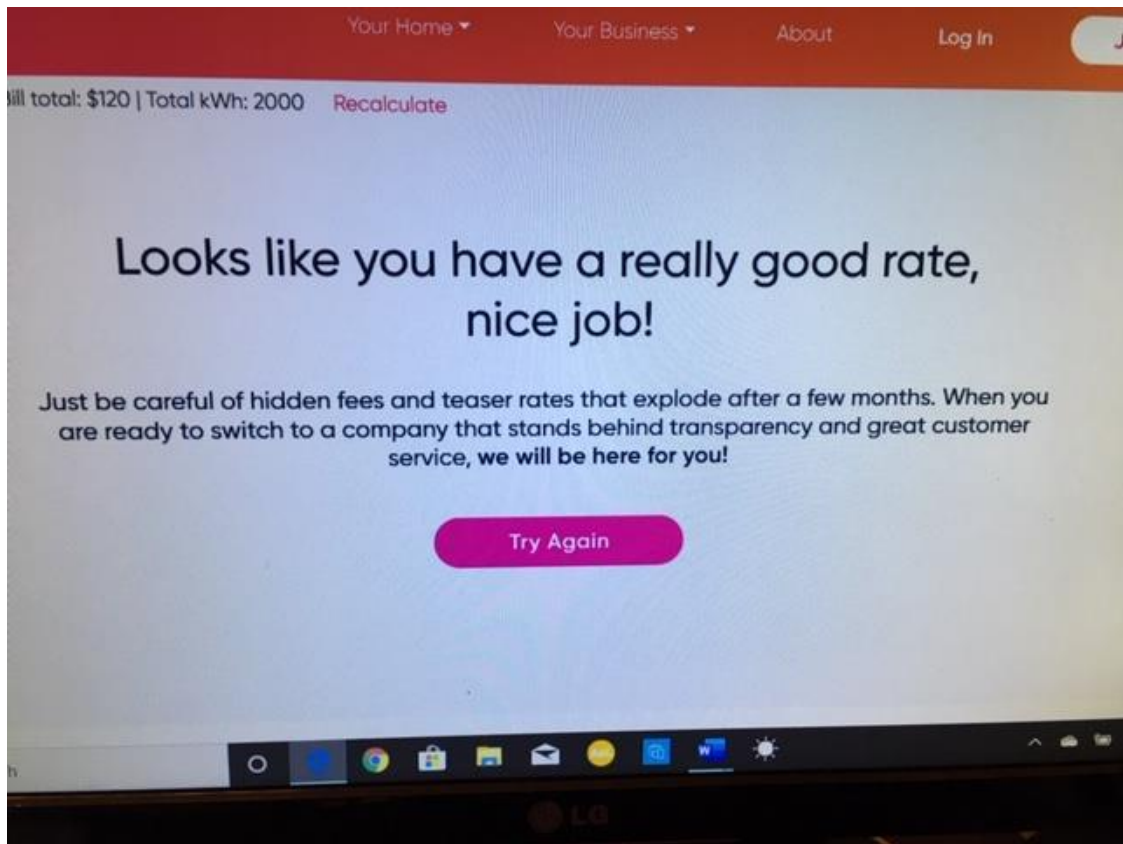 Your Home Your Business About Log In
ill total: $120 | Total kWh: 2000 Recalculate
Looks like you have a really good rate,
nice job!
Just be careful of hidden fees and teaser rates that explode after a few months. When you
are ready to switch to a company that stands behind transparency and great customer
service, we will be here for you!
Try Again
h
LG